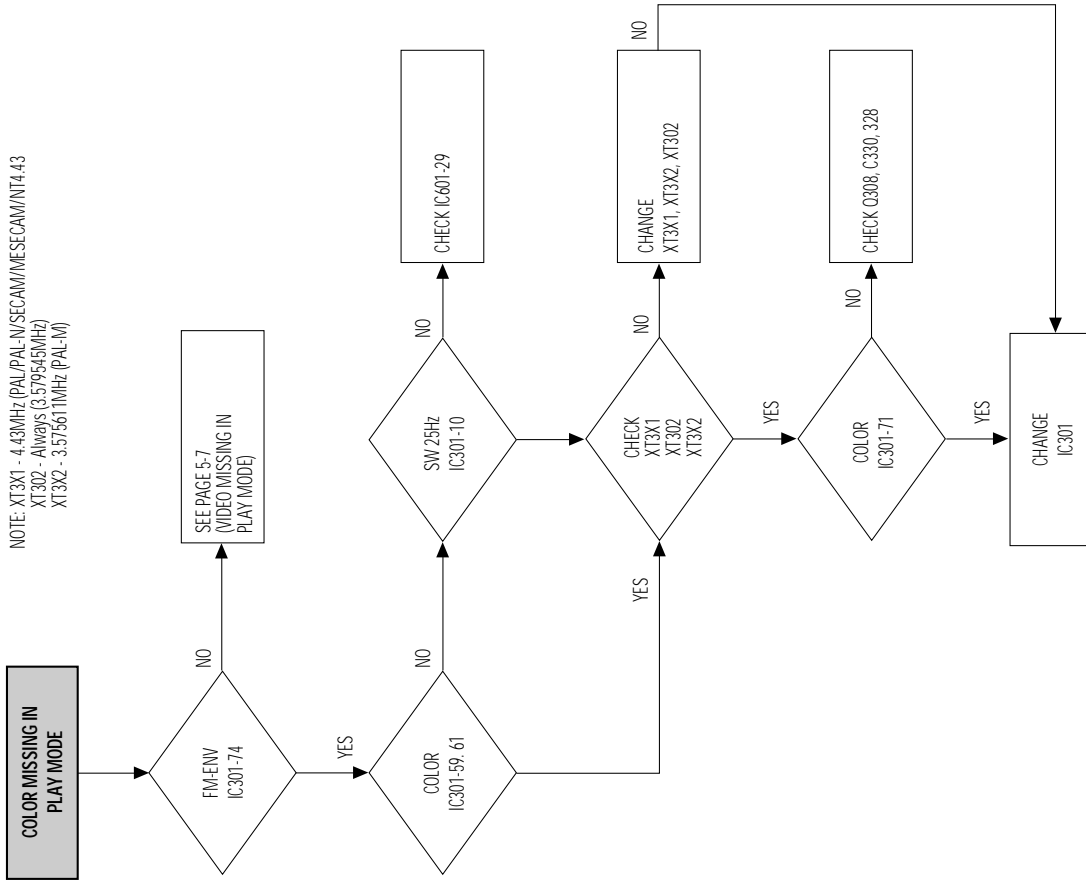 COLOR MISSING IN
PLAY MODE
NOTE: XT3X1 - 4.43MHz (PAL/PAL-N/SECAM/MESECAM/NT4.43
XT302 - Always (3.579545MHz)
XT3X2 - 3.575611MHz (PAL-M)
FM-ENV
IC301-74
NO
SEE PAGE 5-7
(VIDEO MISSING IN
PLAY MODE)
YES
COLOR
IC301-59. 61
NO
SW 25Hz
IC301-10
NO
CHECK IC601-29
YES
CHECK
XT3X1
XT302
XT3X2
NO
CHANGE
XT3X1, XT3X2, XT302
NO
YES
COLOR
IC301-71
NO
CHECK Q308, C330, 328
YES
CHANGE
IC301